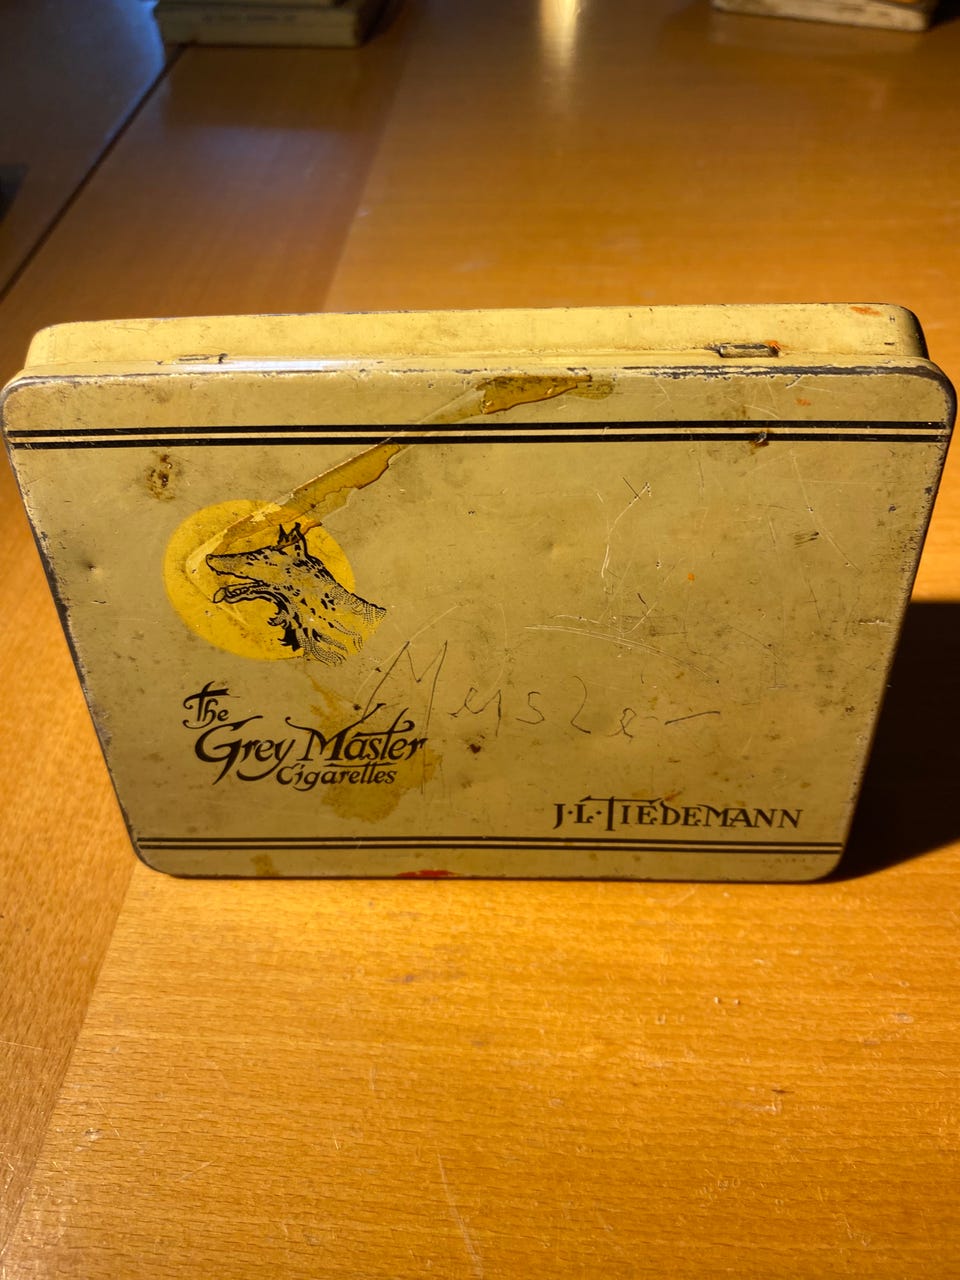 The
Grey Master
Cigarettes
J·L·TIEDEMANN